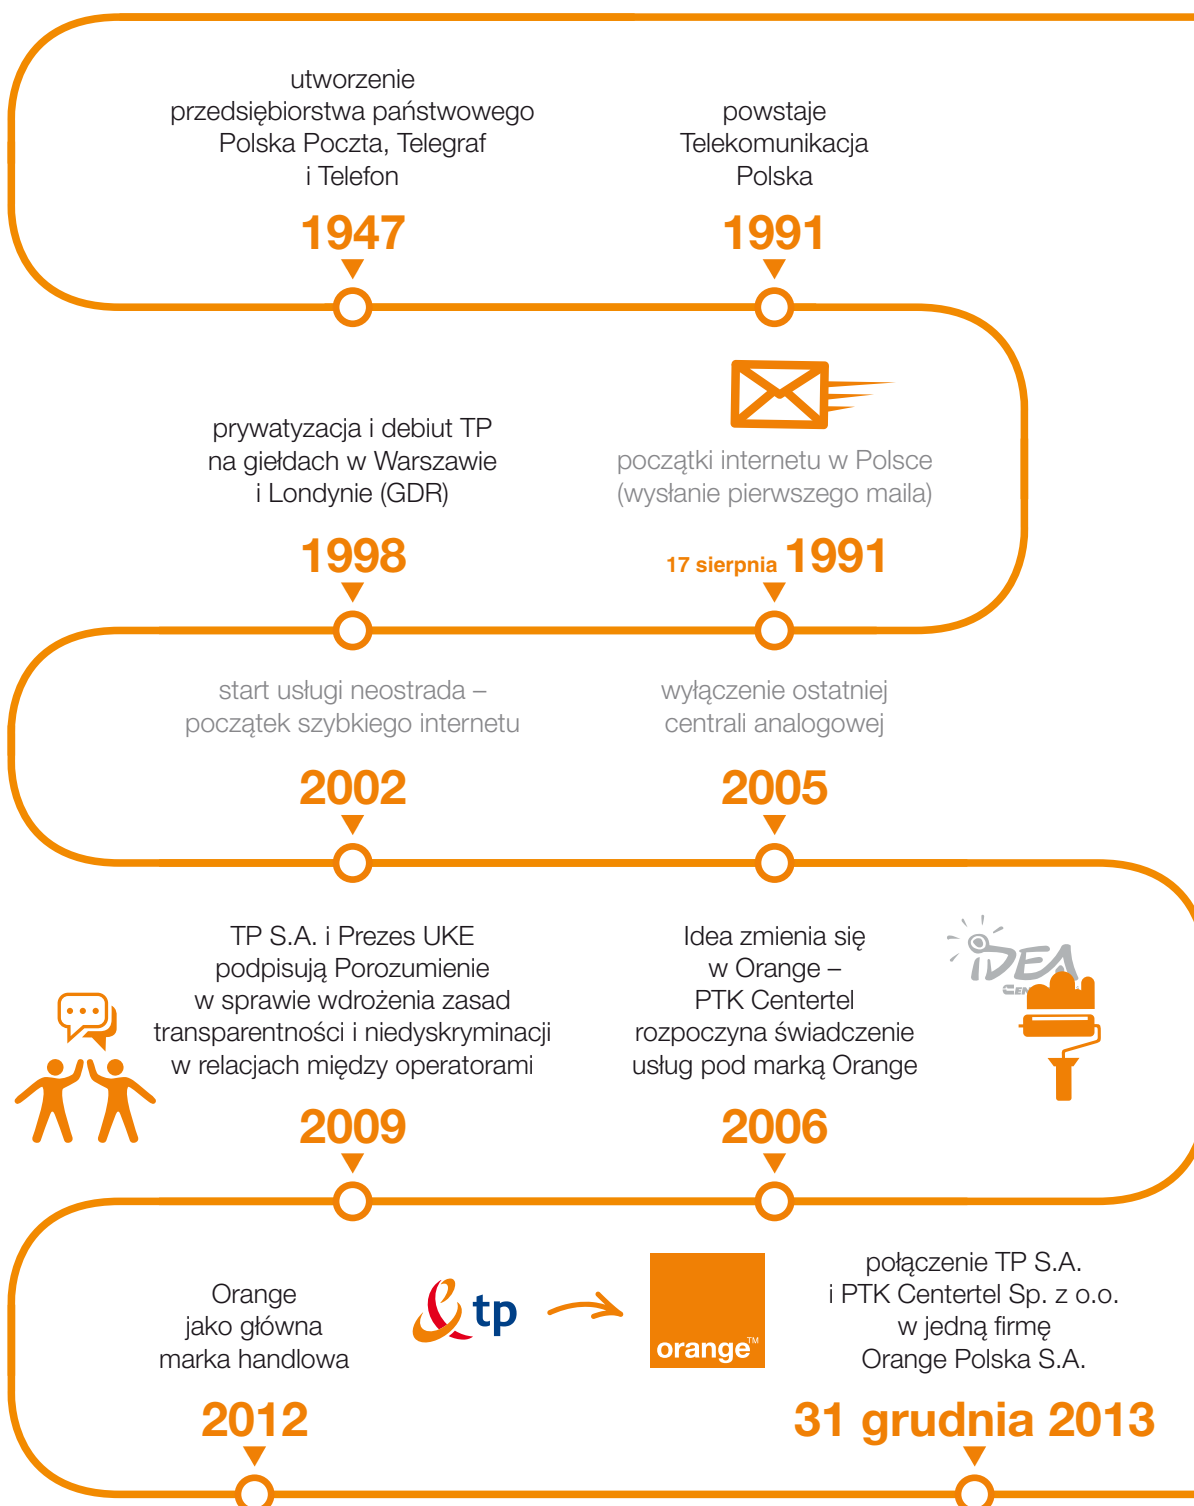 utworzenie
przedsiębiorstwa państwowego
Polska Poczta, Telegraf
i Telefon
1947
powstaje
Telekomunikacja
Polska
1991
prywatyzacja i debiut TP
na giełdach w Warszawie
i Londynie (GDR)
1998
początki internetu w Polsce
(wysłanie pierwszego maila)
17 sierpnia 1991
start usługi neostrada –
początek szybkiego internetu
2002
wyłączenie ostatniej
centrali analogowej
2005
TP S.A. i Prezes UKE
podpisują Porozumienie
w sprawie wdrożenia zasad
transparentności i niedyskryminacji
w relacjach między operatorami
2009
Idea zmienia się
w Orange –
PTK Centertel
rozpoczyna świadczenie
usług pod marką Orange
2006
iDEA
Orange
jako główna
marka handlowa
2012
tp
orange™
połączenie TP S.A.
i PTK Centertel Sp. z o.o.
w jedną firmę
Orange Polska S.A.
31 grudnia 2013